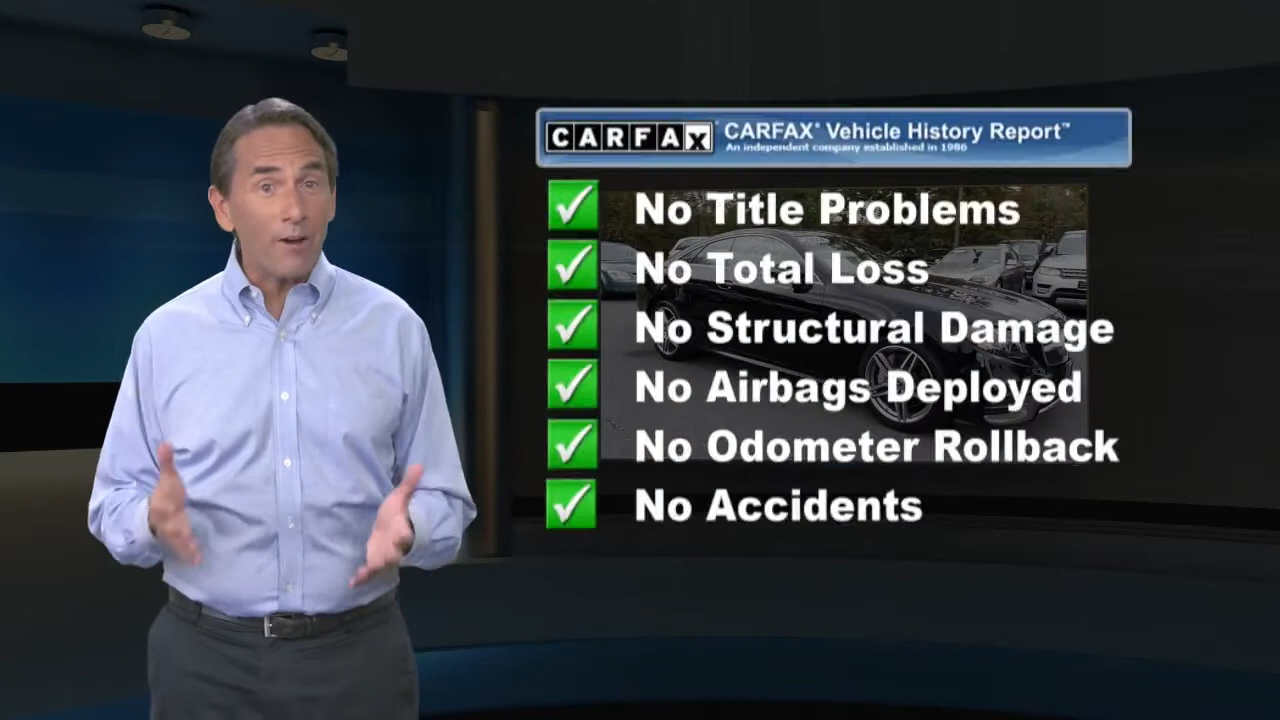 CARFAX
CARFAX® Vehicle History Report™
An independent company established in 1986
No Title Problems
No Total Loss
No Structural Damage
No Airbags Deployed
No Odometer Rollback
No Accidents